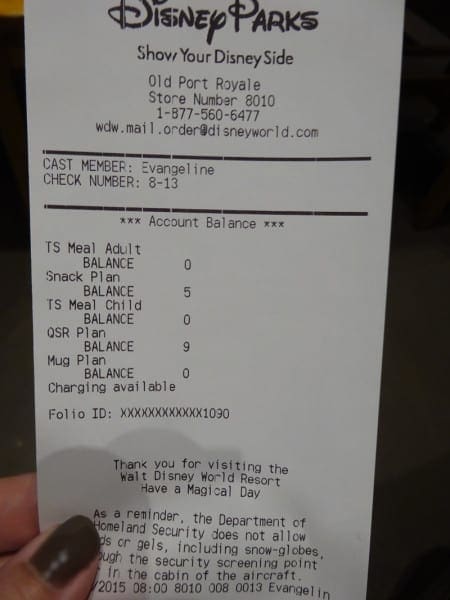 Disney Parks
Show Your Disney Side
Old Port Royale
Store Number 8010
1-877-560-6477
wdw.mail.order@disneyworld.com
CAST MEMBER: Evangeline
CHECK NUMBER: 8-13
*** Account Balance ***
TS Meal Adult
BALANCE 0
Snack Plan
BALANCE 5
TS Meal Child
BALANCE 0
QSR Plan
BALANCE 9
Mug Plan
BALANCE 0
Charging available
Folio ID: XXXXXXXXXXXX1090
Thank you for visiting the
Walt Disney World Resort
Have a Magical Day
As a reminder, the Department of
Homeland Security does not allow
or gels, including snow-globes,
the security screening point
in the cabin of the aircraft.
/2015 08:00 8010 008 0013 Evangelin